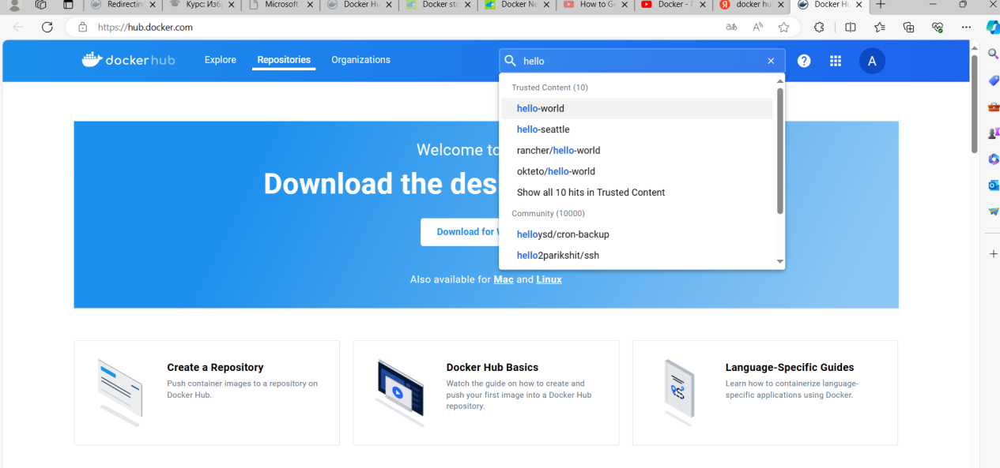 Redirectin
Курс Изб
Microsoft
Docker Hu
Docker sto
Docker Ne
How to Ge
Docker - 
docker hu
Docker Hu
https://hub.docker.com
docker hub
Explore
Repositories
Organizations
hello
A
Trusted Content (10)
hello-world
hello-seattle
rancher/hello-world
okteto/hello-world
Show all 10 hits in Trusted Content
Community (10000)
helloysd/cron-backup
hello2parikshit/ssh
Welcome to
Download the des
Download for
Also available for Mac and Linux
Create a Repository
Push container images to a repository on
Docker Hub.
Docker Hub Basics
Watch the guide on how to create and
push your first image into a Docker Hub
repository.
Language-Specific Guides
Learn how to containerize language-
specific applications using Docker.